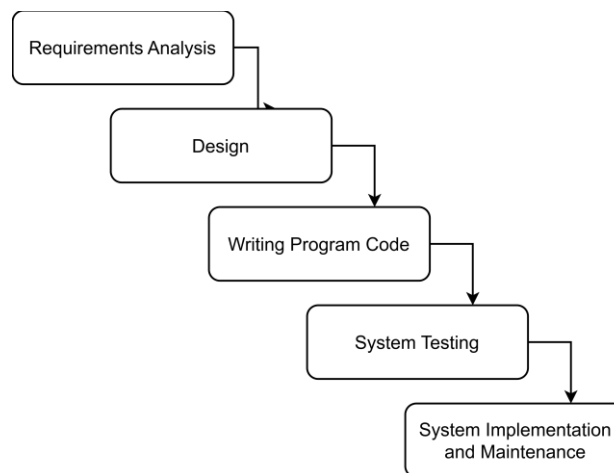 Requirements Analysis
Design
Writing Program Code
System Testing
System Implementation
and Maintenance